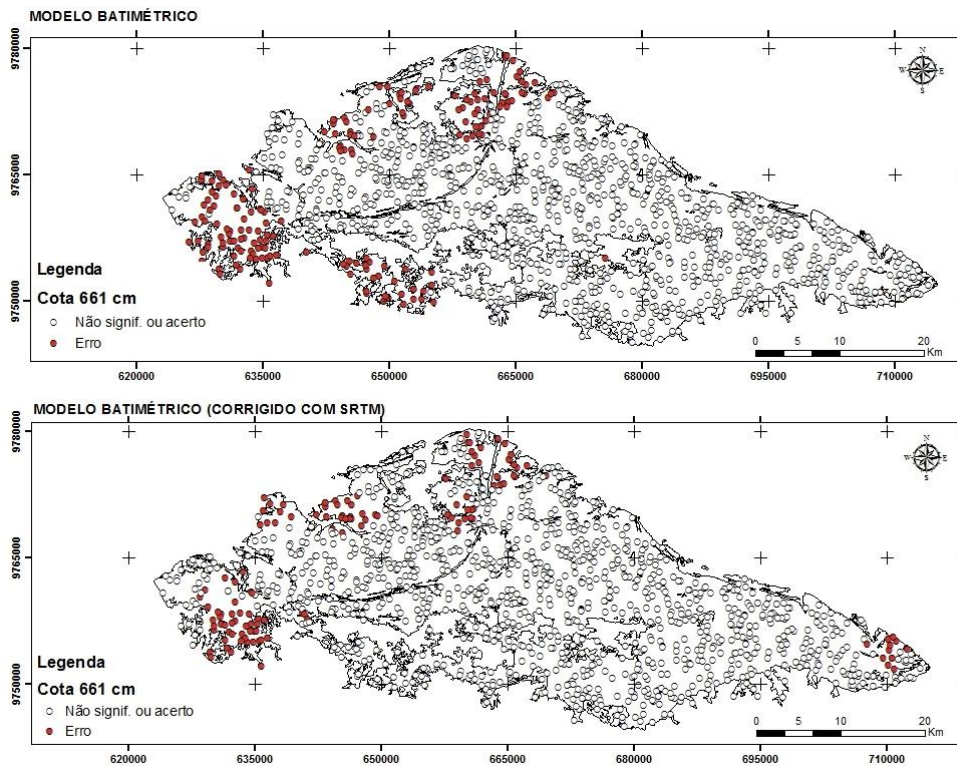 MODELO BATIMÉTRICO
9780000
9765000
9750000
N
W E
S
Legenda
Cota 661 cm
Não signif. ou acerto
Erro
0 5 10 20
Km
620000 635000 650000 665000 680000 695000 710000
MODELO BATIMÉTRICO (CORRIGIDO COM SRTM)
9780000
9765000
9750000
N
W E
S
Legenda
Cota 661 cm
Não signif. ou acerto
Erro
0 5 10 20
Km
620000 635000 650000 665000 680000 695000 710000